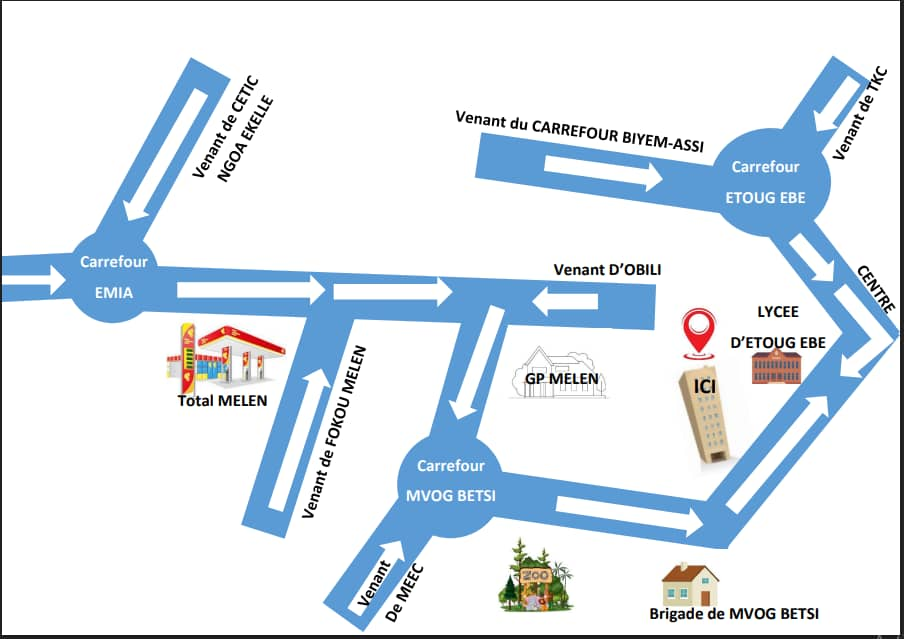 Venant de CETIC
NGOA EKELLE
Venant du CARREFOUR BIYEM-ASSI
Venant de TKC
Carrefour
ETOUG EBE
Carrefour
EMIA
Venant D'OBILI
CENTRE
LYCEE
D'ETOUG EBE
Total MELEN
GP MELEN
ICI
Venant de FOKOU MELEN
Carrefour
MVOG BETSI
Venant
De MEEC
ZOO
Brigade de MVOG BETSI